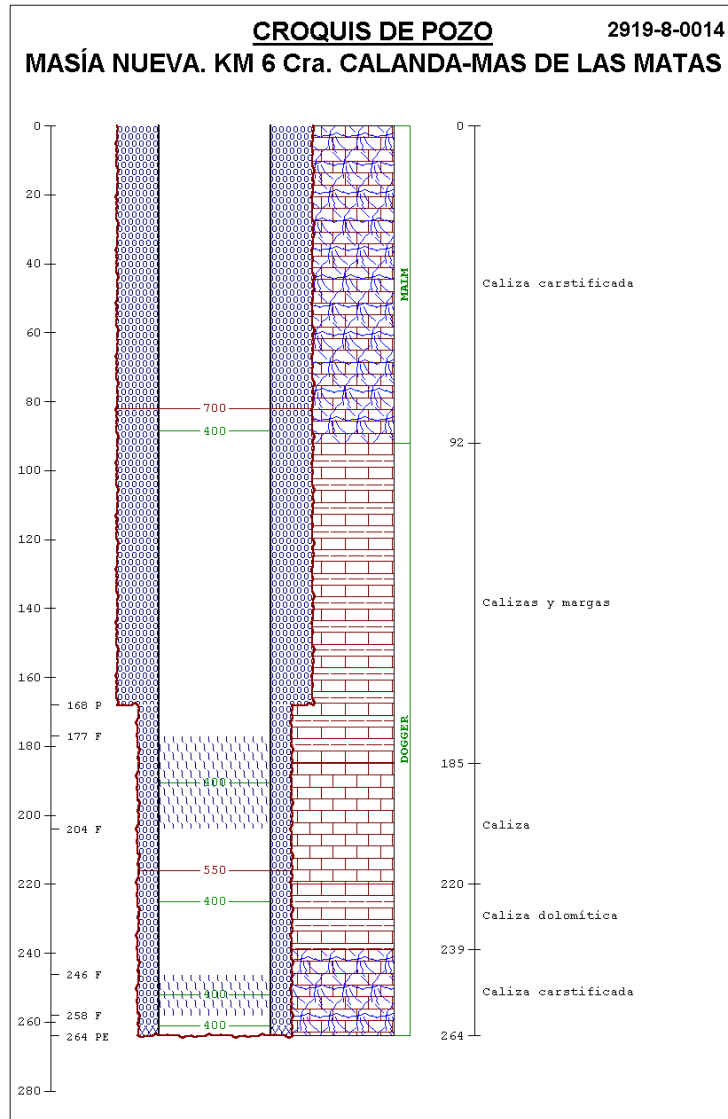 CROQUIS DE POZO 2919-8-0014
MASÍA NUEVA. KM 6 Cra. CALANDA-MAS DE LAS MATAS
0 0
20
40 Caliza carstificada
MALM
60
80
700
400
92
100
120
140 Calizas y margas
160
168 P
177 F
DOGGER
180
185
400
200
204 F Caliza
550
220 220
400
Caliza dolomítica
240 239
246 F
400 Caliza carstificada
258 F
260 400
264 PE 264
280